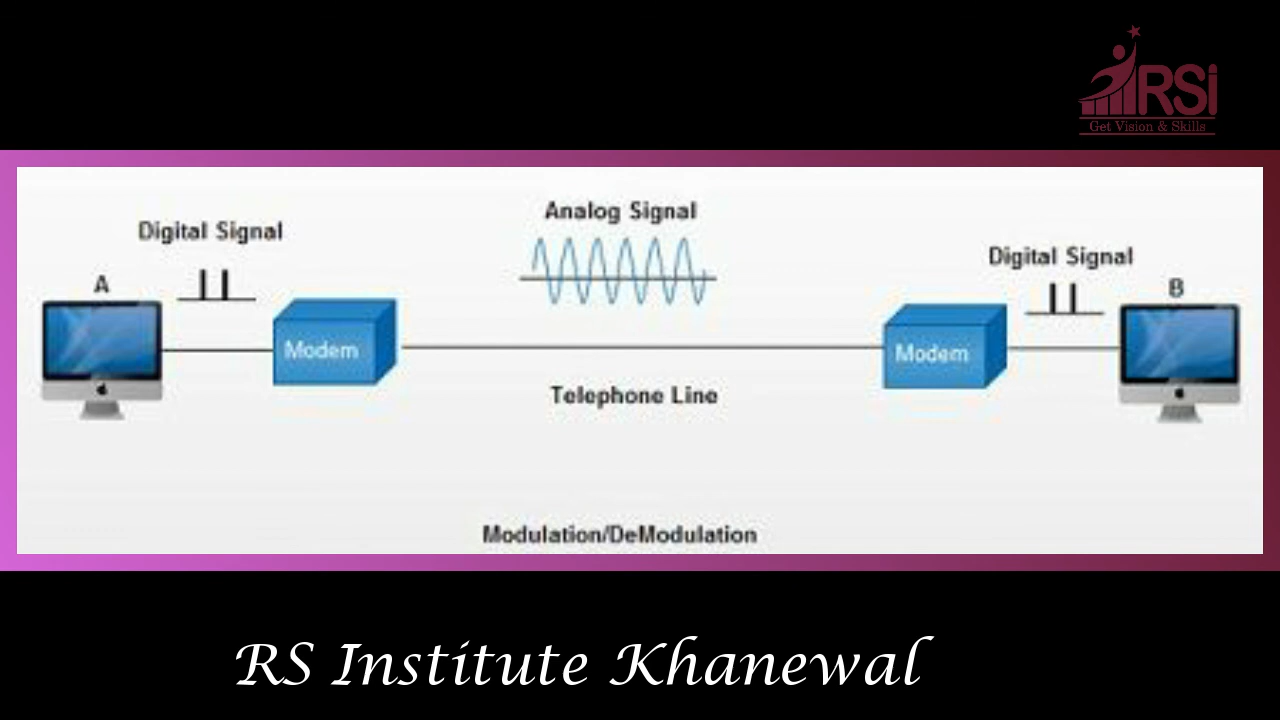 RSi
Get Vision & Skills
Analog Signal
Digital Signal
Digital Signal
A
B
Modem
Modem
Telephone Line
Modulation/DeModulation
RS Institute Khanewal